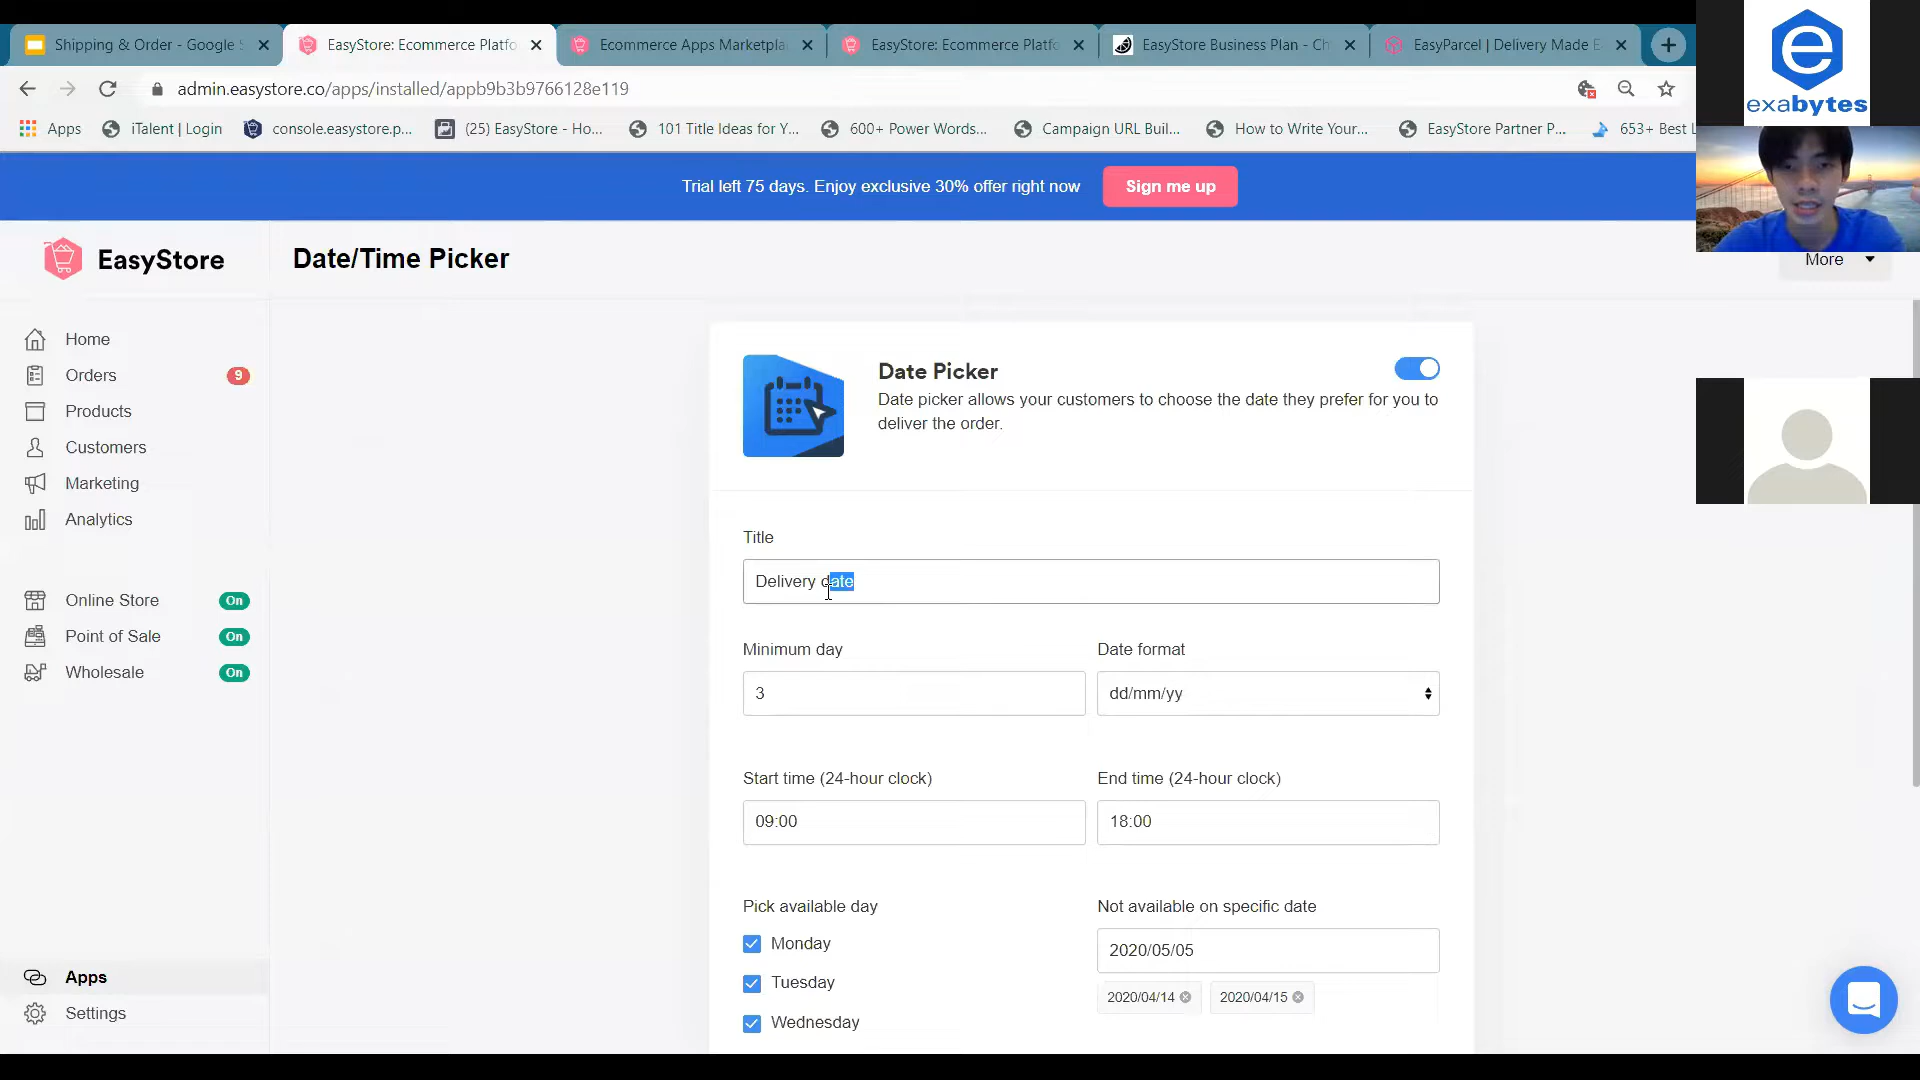 Shipping & Order - Google S
EasyStore: Ecommerce Platfo
Ecommerce Apps Marketpla
EasyStore: Ecommerce Platfo
EasyStore Business Plan - Ch
EasyParcel | Delivery Made E
admin.easystore.co/apps/installed/appb9b3b9766128e119
exabytes
Apps
iTalent | Login
console.easystore.p...
(25) EasyStore - Ho...
101 Title Ideas for Y...
600+ Power Words...
Campaign URL Buil...
How to Write Your...
EasyStore Partner P...
653+ Best L
Trial left 75 days. Enjoy exclusive 30% offer right now
Sign me up
EasyStore
Date/Time Picker
More
Home
Orders
9
Products
Customers
Marketing
Analytics
Online Store
On
Point of Sale
On
Wholesale
On
Apps
Settings
Date Picker
Date picker allows your customers to choose the date they prefer for you to
deliver the order.
Title
Delivery date
Minimum day
Date format
3
dd/mm/yy
Start time (24-hour clock)
End time (24-hour clock)
09:00
18:00
Pick available day
Not available on specific date
Monday
2020/05/05
Tuesday
2020/04/14
2020/04/15
Wednesday